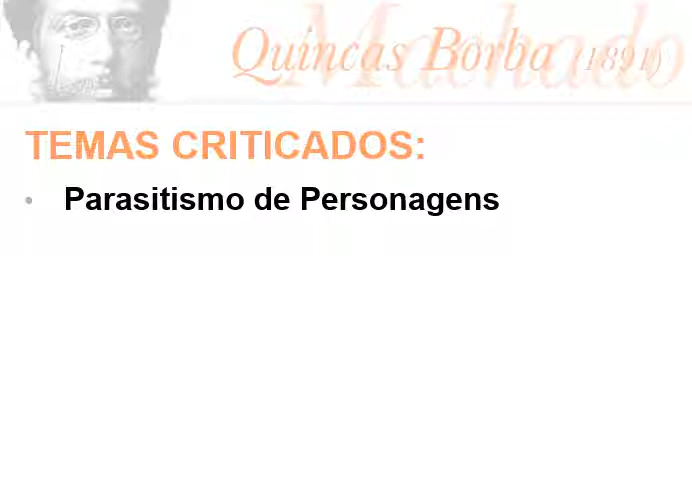 Machado
Quincas Borba (1891)
TEMAS CRITICADOS:
• Parasitismo de Personagens